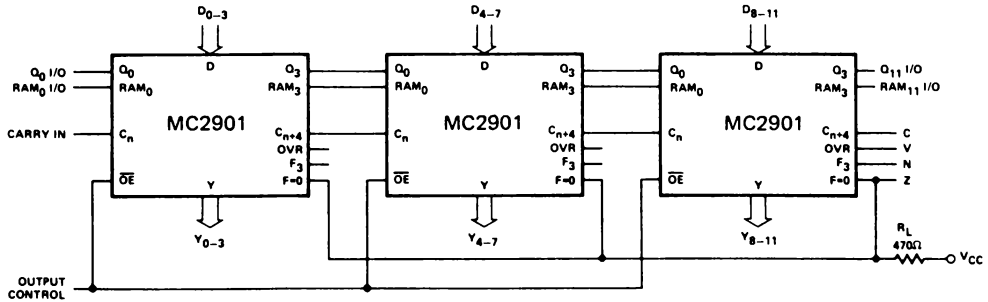 D0–3 D4–7 D8–11
D D D
Q0 I/O Q0 Q3 Q0 Q3 Q0 Q3 Q11 I/O
RAM0 I/O RAM0 RAM3 RAM0 RAM3 RAM0 RAM3 RAM11 I/O
MC2901 MC2901 MC2901
CARRY IN Cn Cn+4 Cn Cn+4 Cn Cn+4 C
OVR OVR OVR V
F3 F3 F3 N
OE Y F=0 OE Y F=0 OE Y F=0 Z
Y0–3 Y4–7 Y8–11
RL
470Ω
VCC
OUTPUT
CONTROL